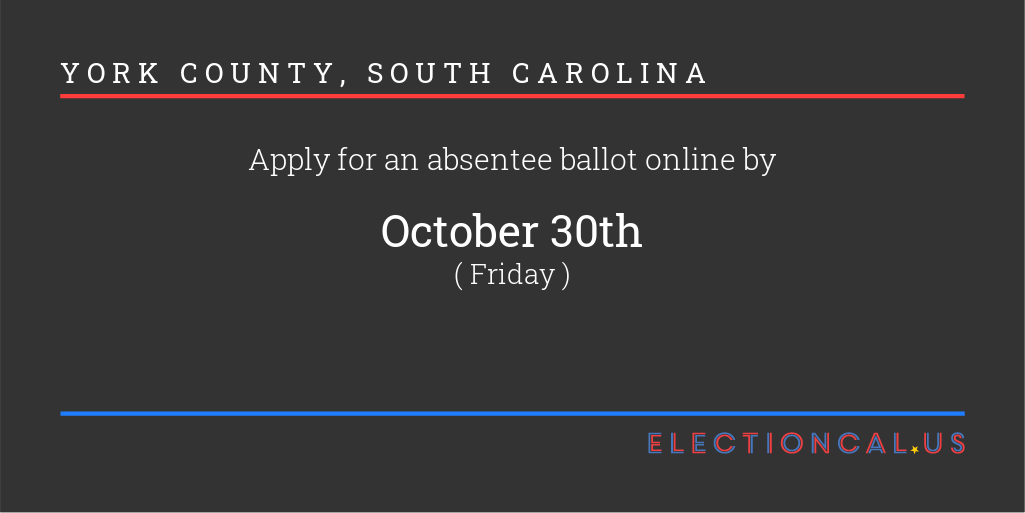 YORK COUNTY, SOUTH CAROLINA
Apply for an absentee ballot online by
October 30th
( Friday )
ELECTIONCAL.US